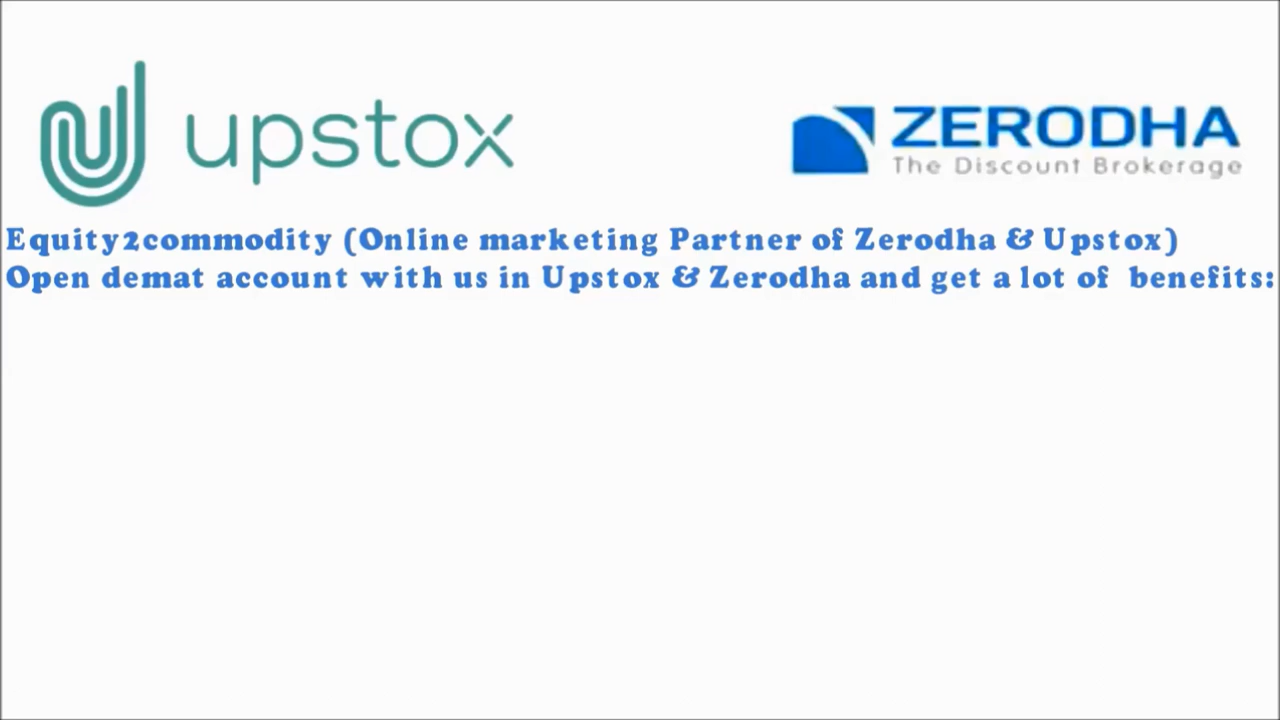 upstox
ZERODHA
The Discount Brokerage
Equity2commodity (Online marketing Partner of Zerodha & Upstox)
Open demat account with us in Upstox & Zerodha and get a lot of benefits: